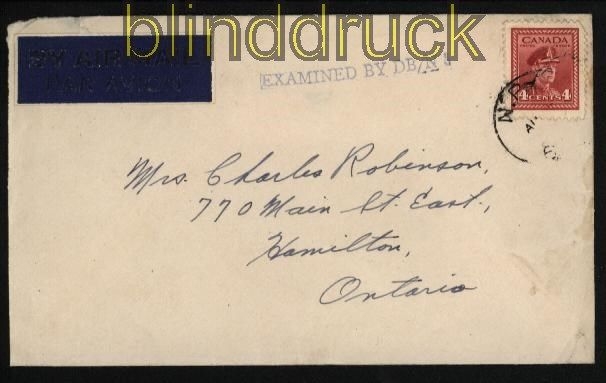 blinddruck
BY AIR MAIL
PAR AVION
EXAMINED BY DB/N
CANADA
4 CENTS 4
Mrs. Charles Robinson,
770 Main St. East,
Hamilton,
Ontario